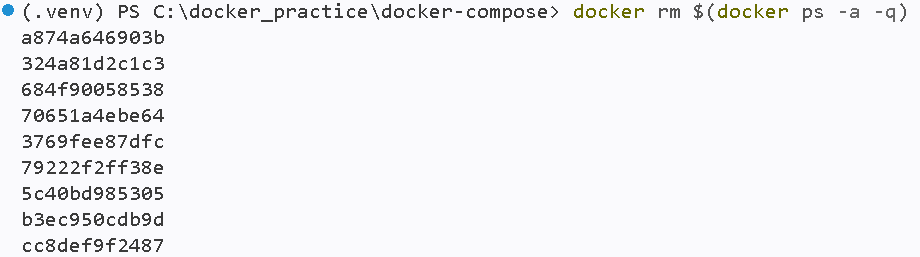 (.venv) PS C:\docker_practice\docker-compose> docker rm $(docker ps -a -q)
a874a646903b
324a81d2c1c3
684f90058538
70651a4ebe64
3769fee87dfc
79222f2ff38e
5c40bd985305
b3ec950cdb9d
cc8def9f2487